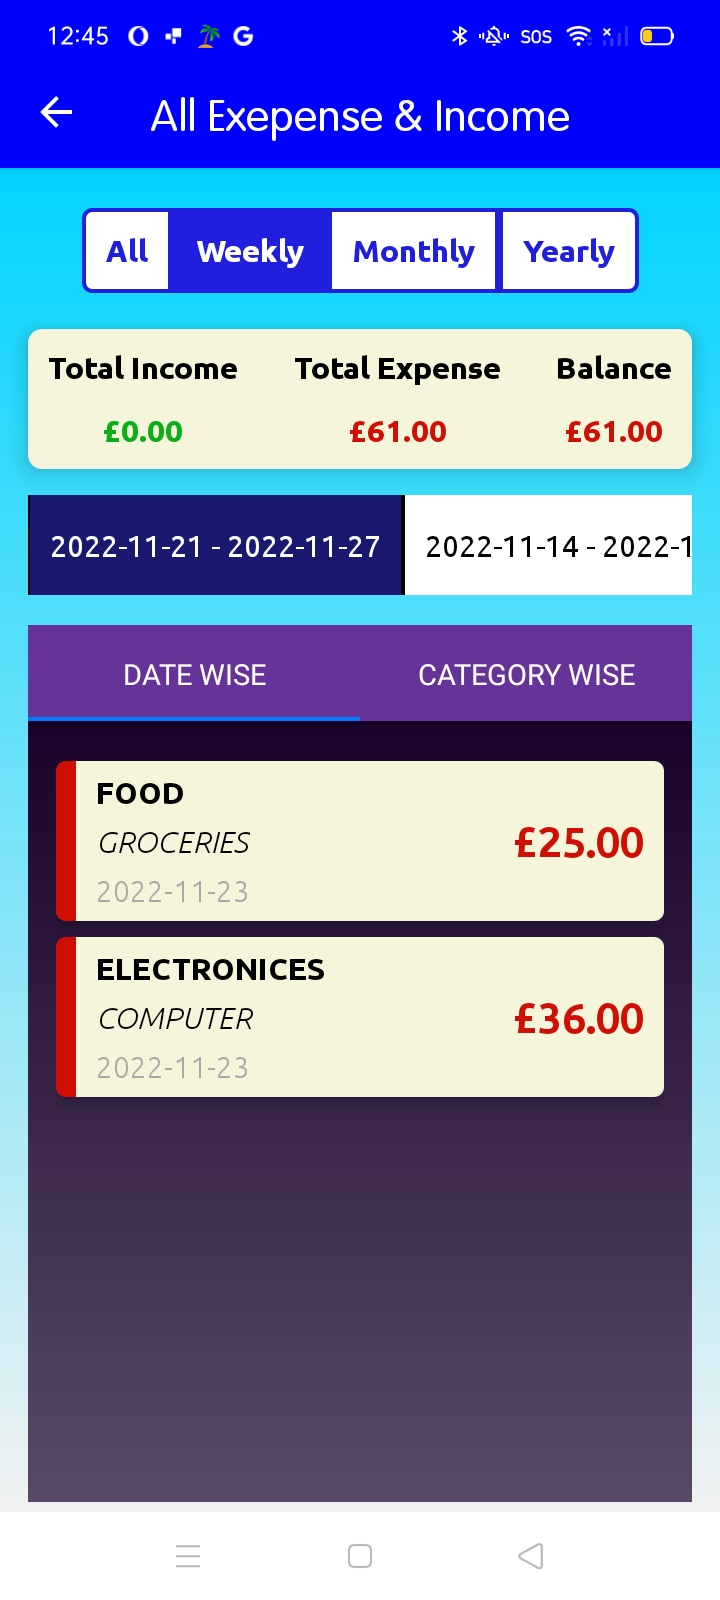 12:45 SOS
All Exepense & Income
All Weekly Monthly Yearly
Total Income Total Expense Balance
£0.00 £61.00 £61.00
2022-11-21 - 2022-11-27 2022-11-14 - 2022-1
DATE WISE CATEGORY WISE
FOOD
GROCERIES
£25.00
2022-11-23
ELECTRONICES
COMPUTER
£36.00
2022-11-23